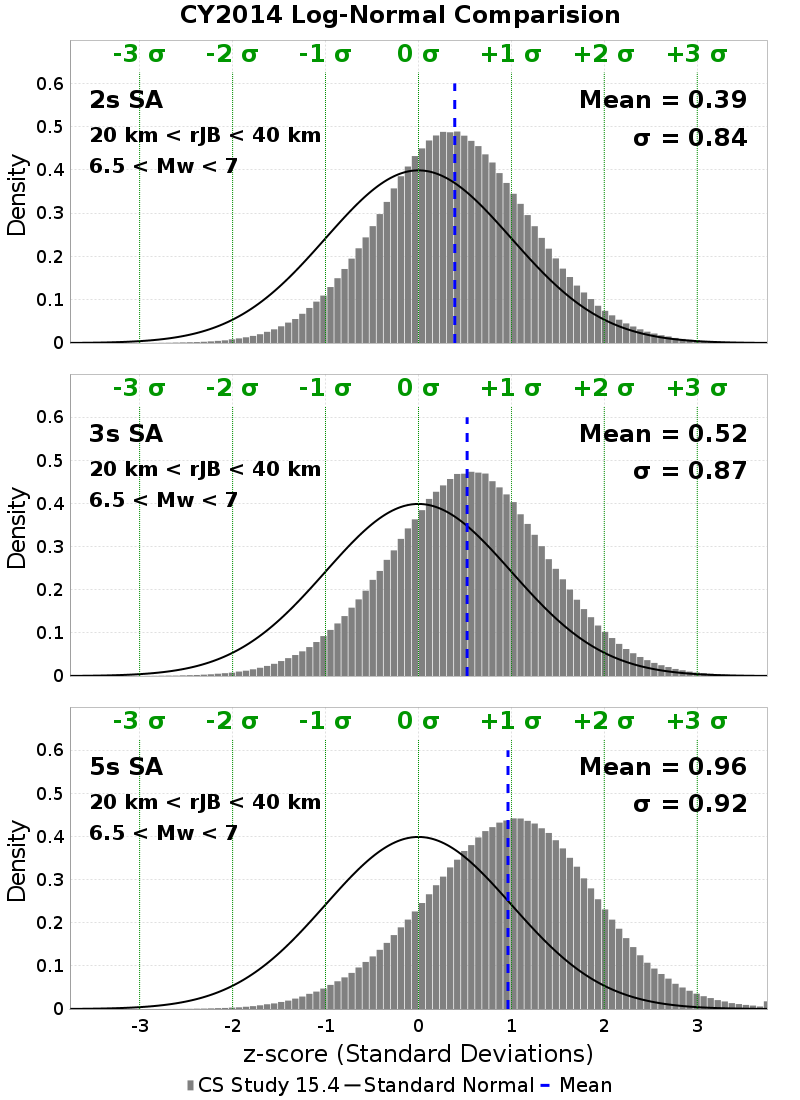 CY2014 Log-Normal Comparision
-3 σ -2 σ -1 σ 0 σ +1 σ +2 σ +3 σ
2s SA
20 km < rJB < 40 km
6.5 < Mw < 7
Mean = 0.39
σ = 0.84
Density
0.6
0.5
0.4
0.3
0.2
0.1
0
-3 σ -2 σ -1 σ 0 σ +1 σ +2 σ +3 σ
3s SA
20 km < rJB < 40 km
6.5 < Mw < 7
Mean = 0.52
σ = 0.87
Density
0.6
0.5
0.4
0.3
0.2
0.1
0
-3 σ -2 σ -1 σ 0 σ +1 σ +2 σ +3 σ
5s SA
20 km < rJB < 40 km
6.5 < Mw < 7
Mean = 0.96
σ = 0.92
Density
0.6
0.5
0.4
0.3
0.2
0.1
0
-3 -2 -1 0 1 2 3
z-score (Standard Deviations)
CS Study 15.4 Standard Normal Mean